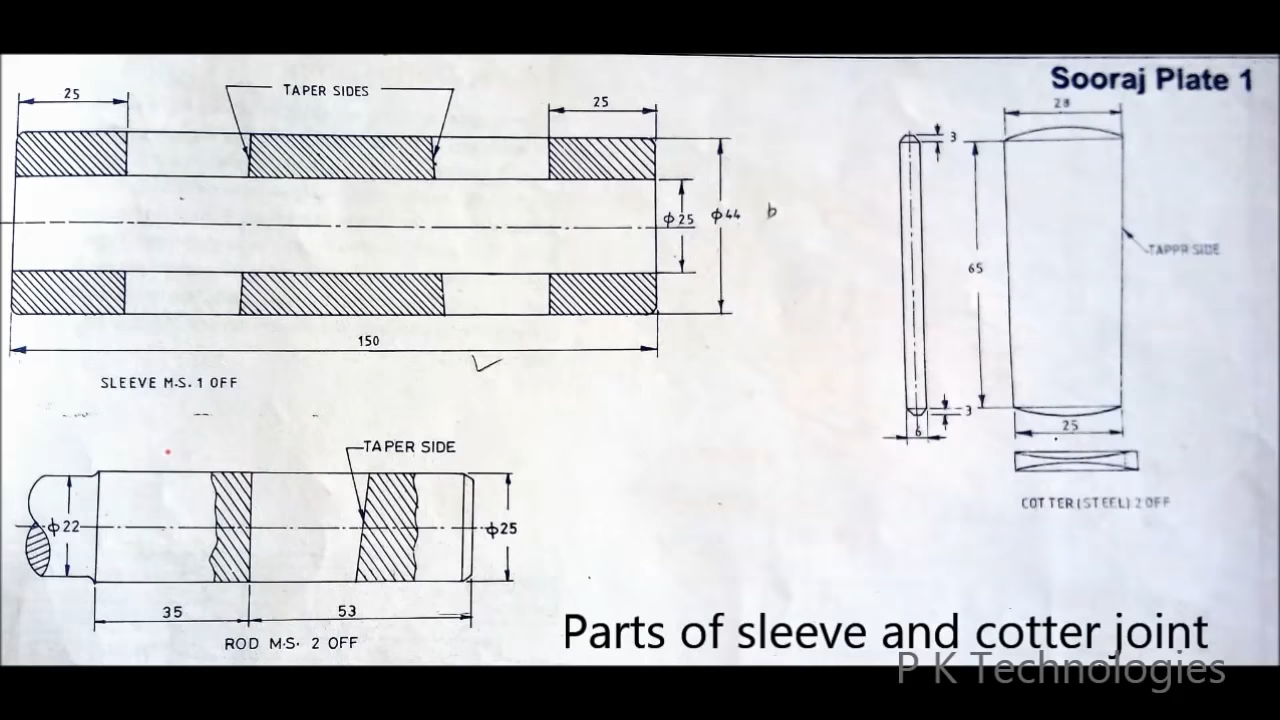 Sooraj Plate 1
25
TAPER SIDES
25
28
3
ϕ25
ϕ44
b
TAPPR SIDE
65
150
SLEEVE M.S. 1 OFF
3
6
25
TAPER SIDE
COTTER (STEEL) 2 OFF
ϕ22
ϕ25
35
53
ROD M.S. 2 OFF
Parts of sleeve and cotter joint
P K Technologies